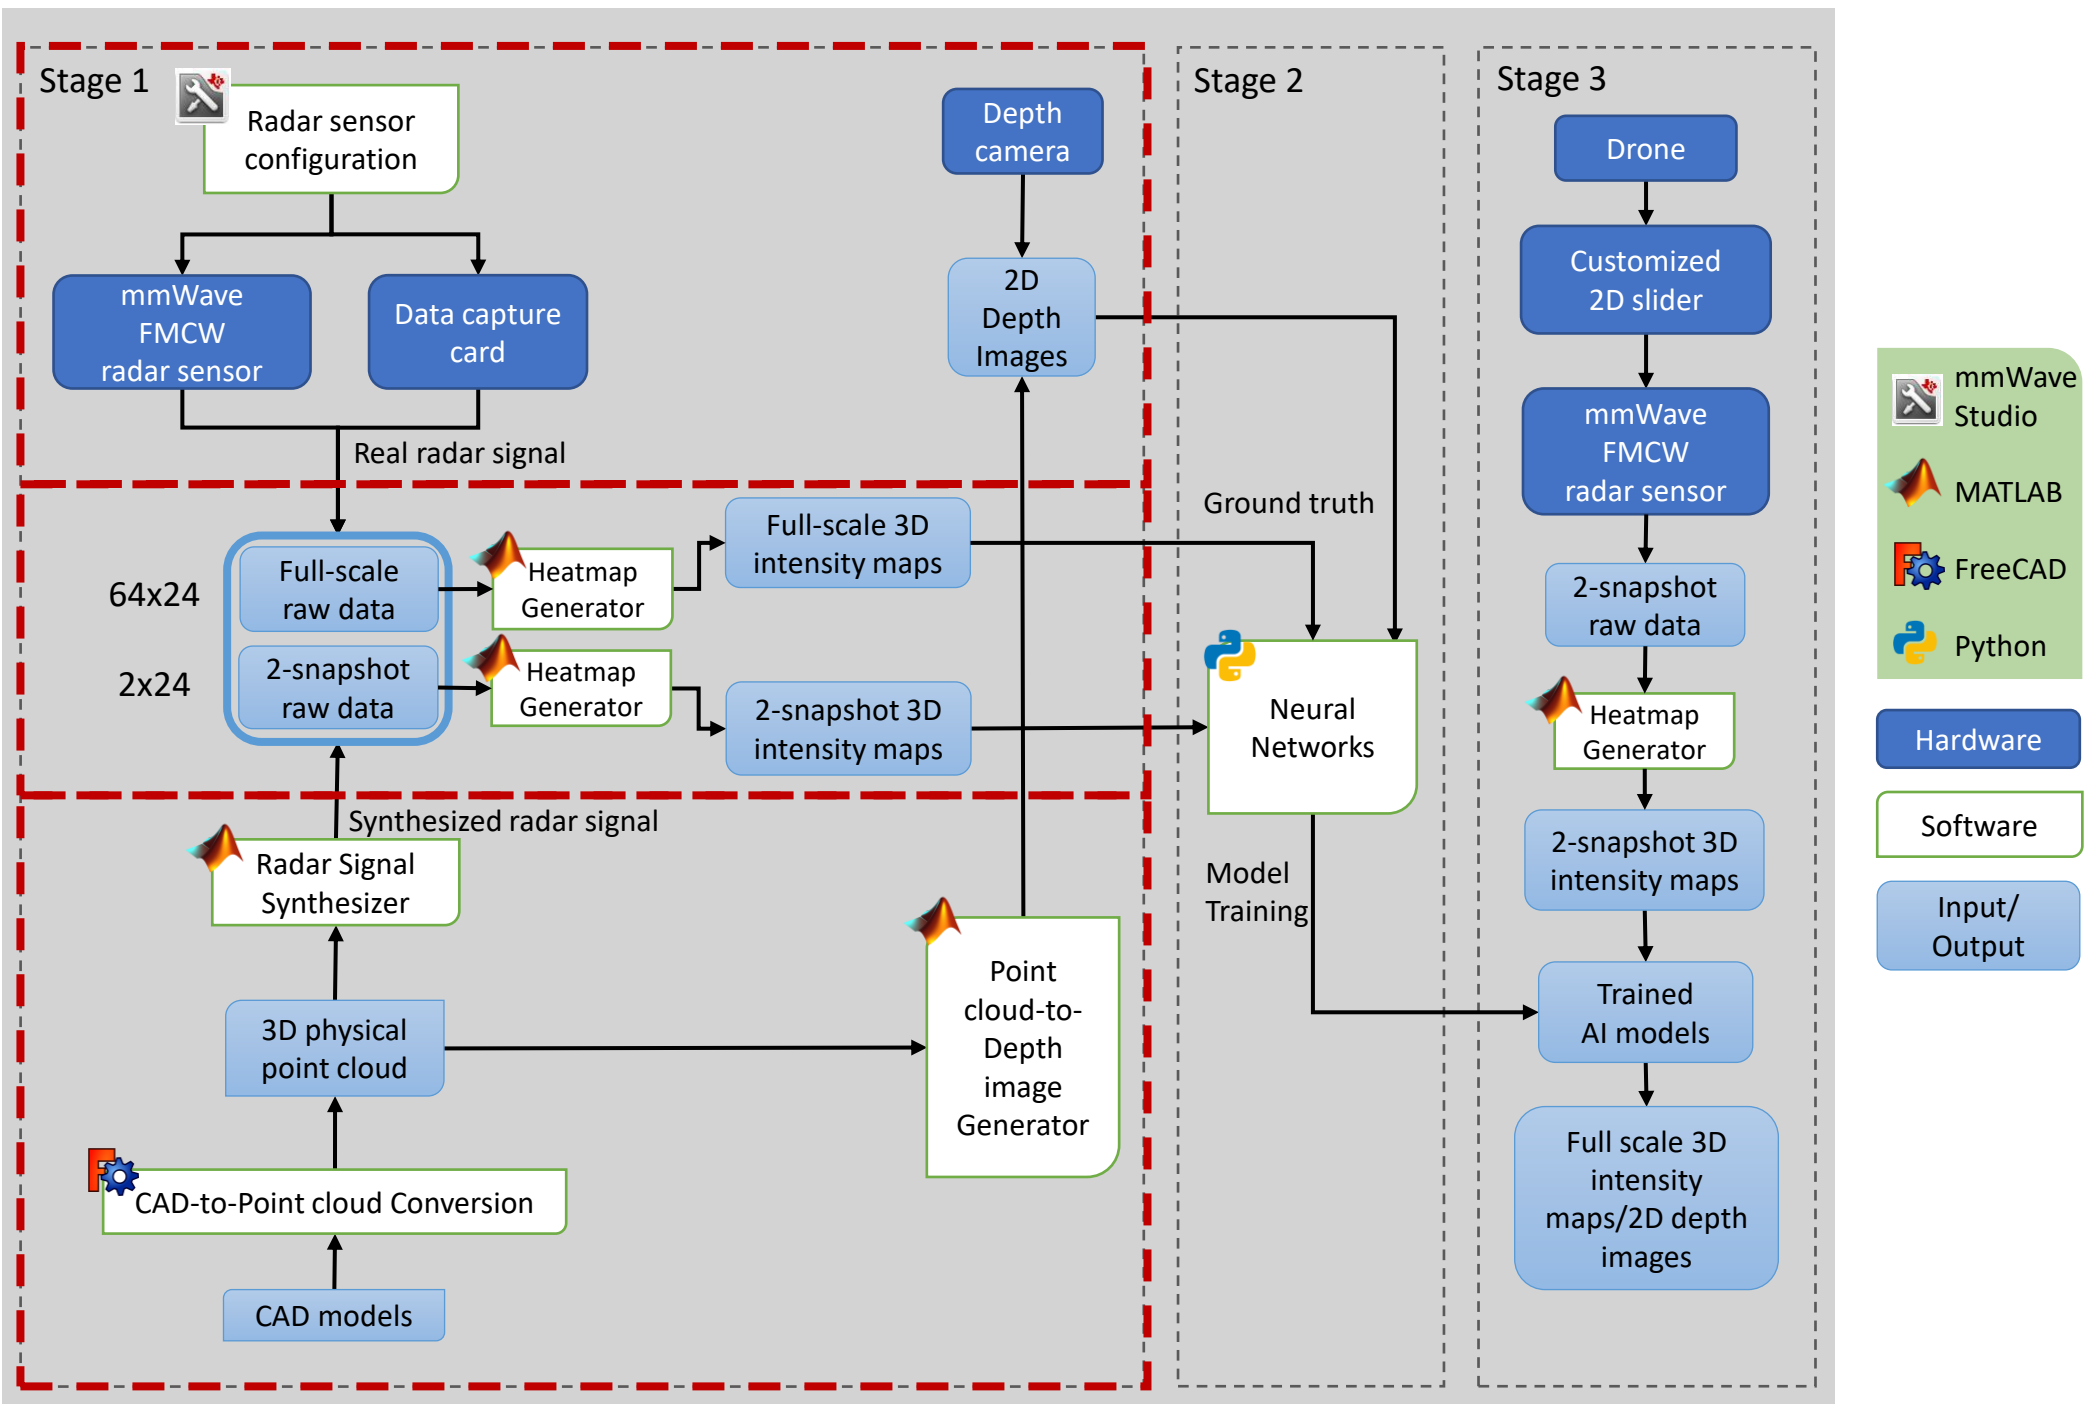 Stage 1
Radar sensor
configuration
mmWave
FMCW
radar sensor
Data capture
card
Real radar signal
Depth
camera
2D
Depth
Images
64x24
2x24
Full-scale
raw data
2-snapshot
raw data
Heatmap
Generator
Heatmap
Generator
Full-scale 3D
intensity maps
2-snapshot 3D
intensity maps
Synthesized radar signal
Radar Signal
Synthesizer
3D physical
point cloud
CAD-to-Point cloud Conversion
CAD models
Point
cloud-to-
Depth
image
Generator
Stage 2
Ground truth
Neural
Networks
Model
Training
Stage 3
Drone
Customized
2D slider
mmWave
FMCW
radar sensor
2-snapshot
raw data
Heatmap
Generator
2-snapshot 3D
intensity maps
Trained
AI models
Full scale 3D
intensity
maps/2D depth
images
mmWave
Studio
MATLAB
FreeCAD
Python
Hardware
Software
Input/
Output